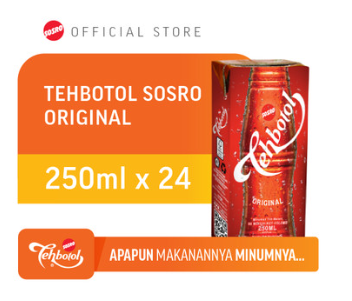 SOSRO OFFICIAL STORE
TEHBOTOL SOSRO
ORIGINAL
250ml x 24
Tehbotol
ORIGINAL
250ML
SOSRO
Tehbotol
APAPUN MAKANANNYA MINUMNYA...